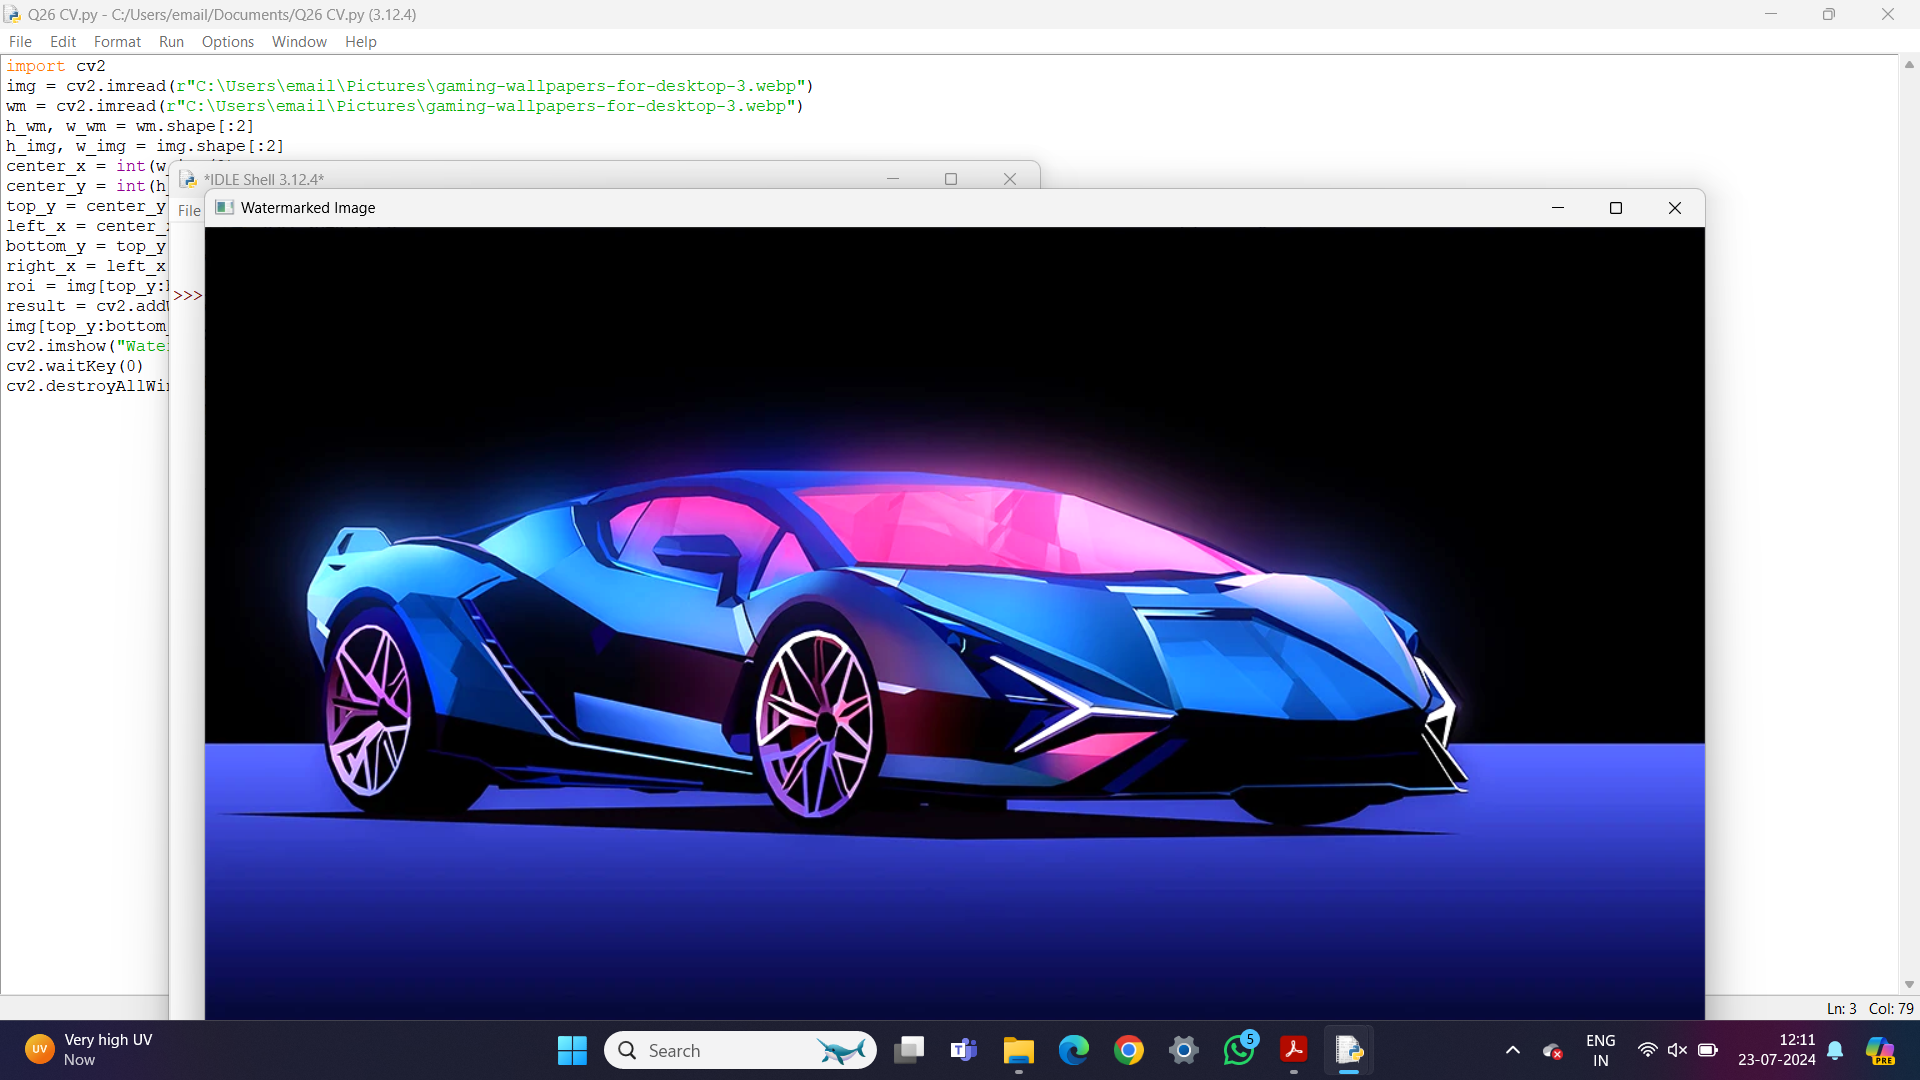 Q26 CV.py - C:/Users/email/Documents/Q26 CV.py (3.12.4)
File Edit Format Run Options Window Help
import cv2
img = cv2.imread(r"C:\Users\email\Pictures\gaming-wallpapers-for-desktop-3.webp")
wm = cv2.imread(r"C:\Users\email\Pictures\gaming-wallpapers-for-desktop-3.webp")
h_wm, w_wm = wm.shape[:2]
h_img, w_img = img.shape[:2]
center_x = int(w
center_y = int(h_
top_y = center_y
left_x = center_
bottom_y = top_y
right_x = left_x
roi = img[top_y:
result = cv2.add
img[top_y:bottom_
cv2.imshow("Wate
cv2.waitKey(0)
cv2.destroyAllWi
*IDLE Shell 3.12.4*
File
>>>
Watermarked Image
Ln: 3 Col: 79
UV
Very high UV
Now
Search
5
ENG
IN
12:11
23-07-2024
PRE